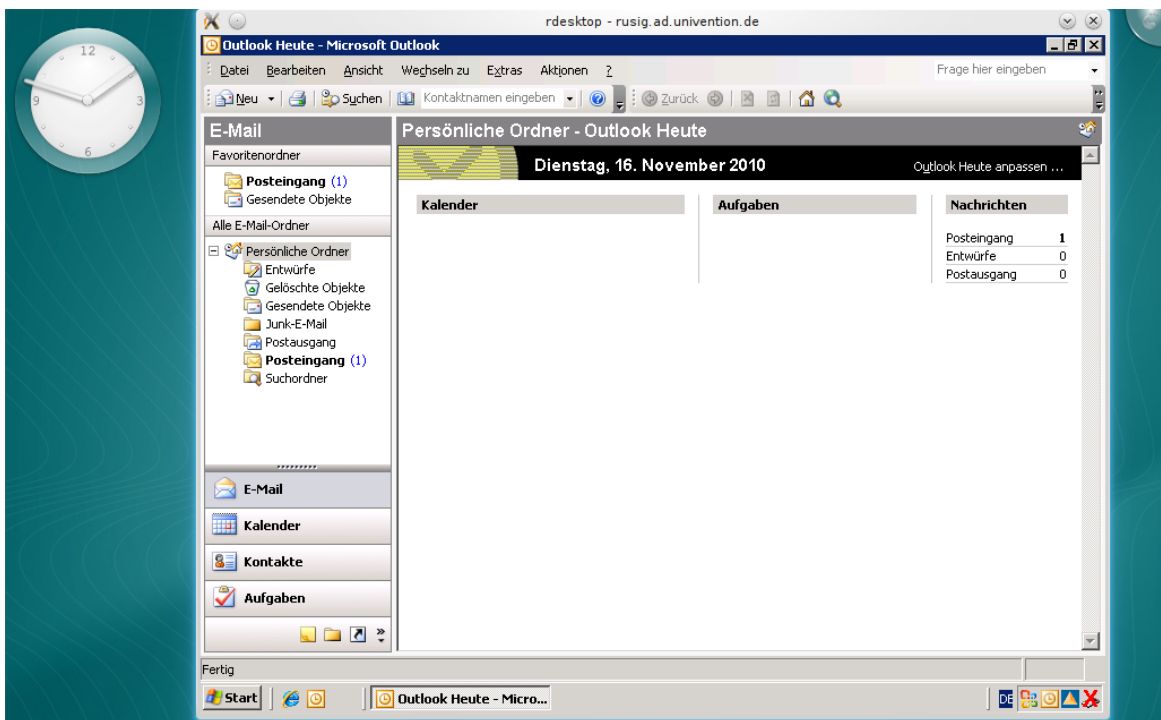 rdesktop - rusig.ad.univention.de
Outlook Heute - Microsoft Outlook
Datei Bearbeiten Ansicht Wechseln zu Extras Aktionen ? Frage hier eingeben
Neu Suchen Kontaktnamen eingeben Zurück
12
9 3
6
E-Mail
Favoritenordner
Posteingang (1)
Gesendete Objekte
Alle E-Mail-Ordner
Persönliche Ordner
Entwürfe
Gelöschte Objekte
Gesendete Objekte
Junk-E-Mail
Postausgang
Posteingang (1)
Suchordner
E-Mail
Kalender
Kontakte
Aufgaben
Persönliche Ordner - Outlook Heute
Dienstag, 16. November 2010 Outlook Heute anpassen ...
Kalender Aufgaben Nachrichten
Posteingang 1
Entwürfe 0
Postausgang 0
Fertig
Start Outlook Heute - Micro... DE